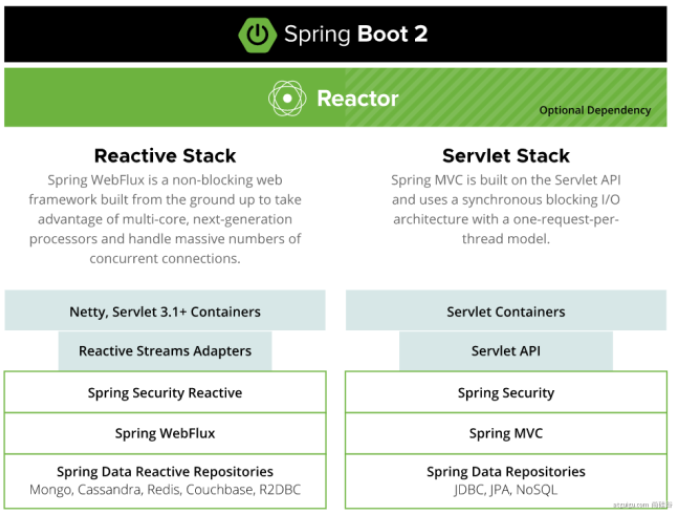 Spring Boot 2
Reactor
Optional Dependency
Reactive Stack
Spring WebFlux is a non-blocking web
framework built from the ground up to take
advantage of multi-core, next-generation
processors and handle massive numbers of
concurrent connections.
Servlet Stack
Spring MVC is built on the Servlet API
and uses a synchronous blocking I/O
architecture with a one-request-per-
thread model.
Netty, Servlet 3.1+ Containers
Servlet Containers
Reactive Streams Adapters
Servlet API
Spring Security Reactive
Spring Security
Spring WebFlux
Spring MVC
Spring Data Reactive Repositories
Mongo, Cassandra, Redis, Couchbase, R2DBC
Spring Data Repositories
JDBC, JPA, NoSQL